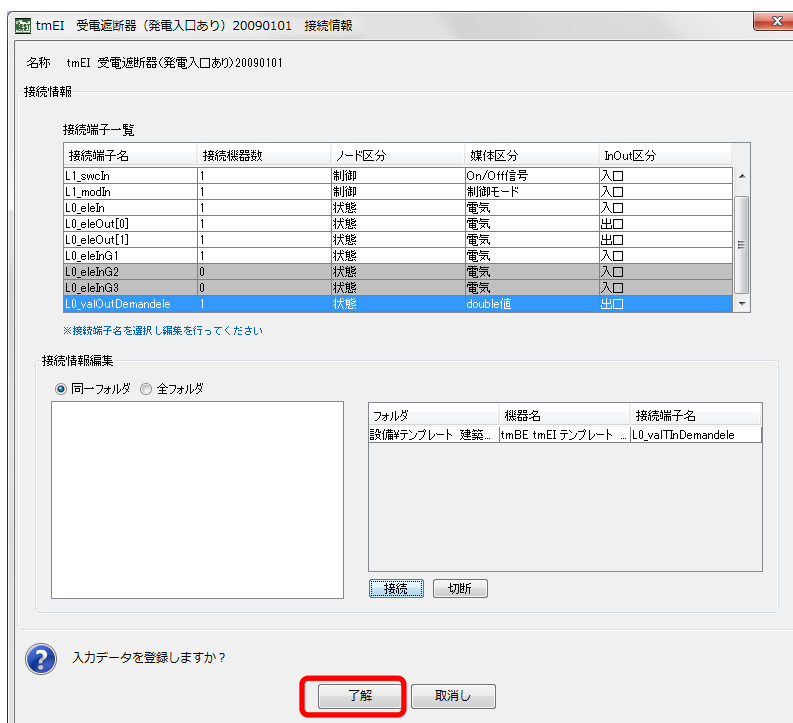 tmEI 受電遮断器（発電入口あり）20090101 接続情報
名称 tmEI 受電遮断器(発電入口あり)20090101
接続情報
接続端子一覧
接続端子名 接続機器数 ノード区分 媒体区分 InOut区分
L1_swcIn 1 制御 On/Off信号 入口
L1_modIn 1 制御 制御モード 入口
L0_eleIn 1 状態 電気 入口
L0_eleOut[0] 1 状態 電気 出口
L0_eleOut[1] 1 状態 電気 出口
L0_eleInG1 1 状態 電気 入口
L0_eleInG2 0 状態 電気 入口
L0_eleInG3 0 状態 電気 入口
L0_valOutDemandele 1 状態 double値 出口
※接続端子名を選択し編集を行ってください
接続情報編集
同一フォルダ 全フォルダ
フォルダ 機器名 接続端子名
設備¥テンプレート 建築... tmBE tmEI テンプレート ... L0_valTInDemandele
接続 切断
入力データを登録しますか？
了解 取消し